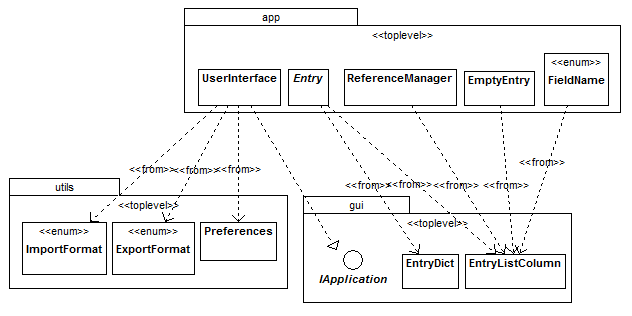 app
<<toplevel>>
UserInterface
Entry
ReferenceManager
EmptyEntry
<<enum>>
FieldName
<<from>>
<<from>>
<<from>>
<<from>>
<<from>>
<<from>>
<<from>>
<<from>>
utils
<<toplevel>>
<<enum>>
ImportFormat
<<enum>>
ExportFormat
Preferences
gui
<<toplevel>>
IApplication
EntryDict
EntryListColumn